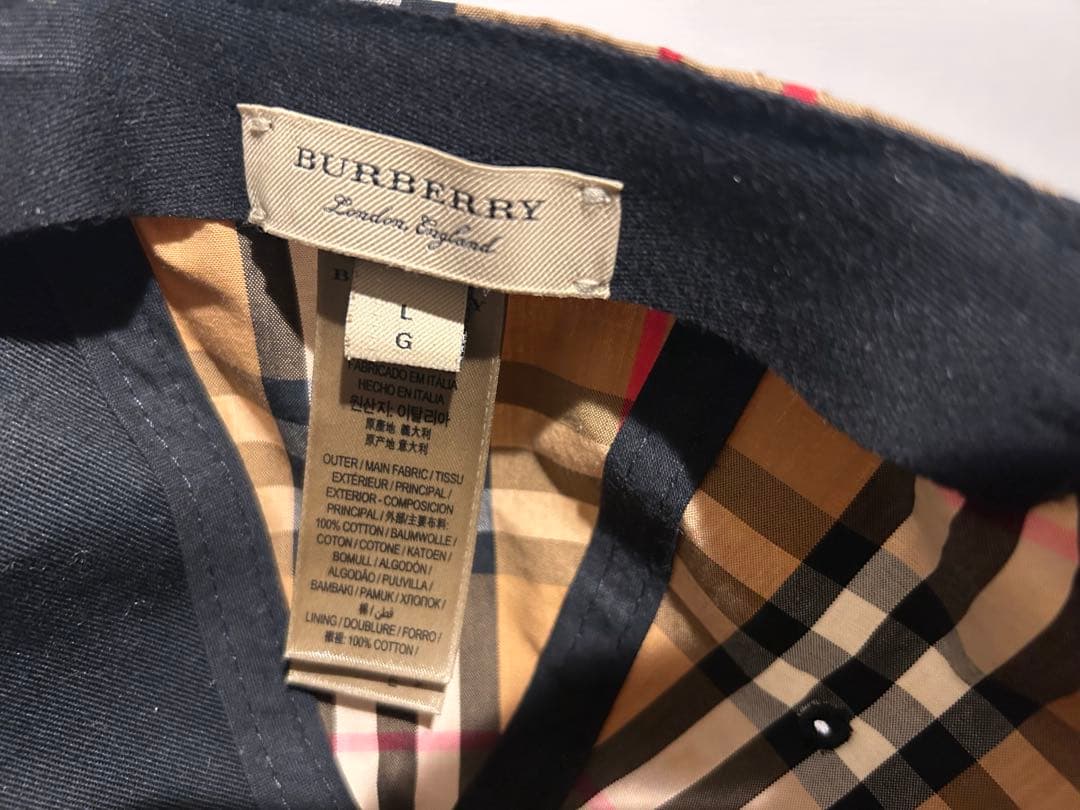 BURBERRY
London, England
L
G
FABRICADO EM ITALIA
HECHO EN ITALIA
원산지: 이탈리아
原產地 義大利
原产地 意大利
OUTER / MAIN FABRIC / TISSU
EXTÉRIEUR / PRINCIPAL /
EXTERIOR - COMPOSICION
PRINCIPAL / 外部/主要布料:
100% COTTON / BAUMWOLLE /
COTON / COTONE / KATOEN /
BOMULL / ALGODÓN /
ALGODÃO / PUUVILLA /
BAMBAKI / PAMUK / ХЛОПОК /
棉 / قطن /
LINING / DOUBLURE / FORRO /
襯裡: 100% COTTON /